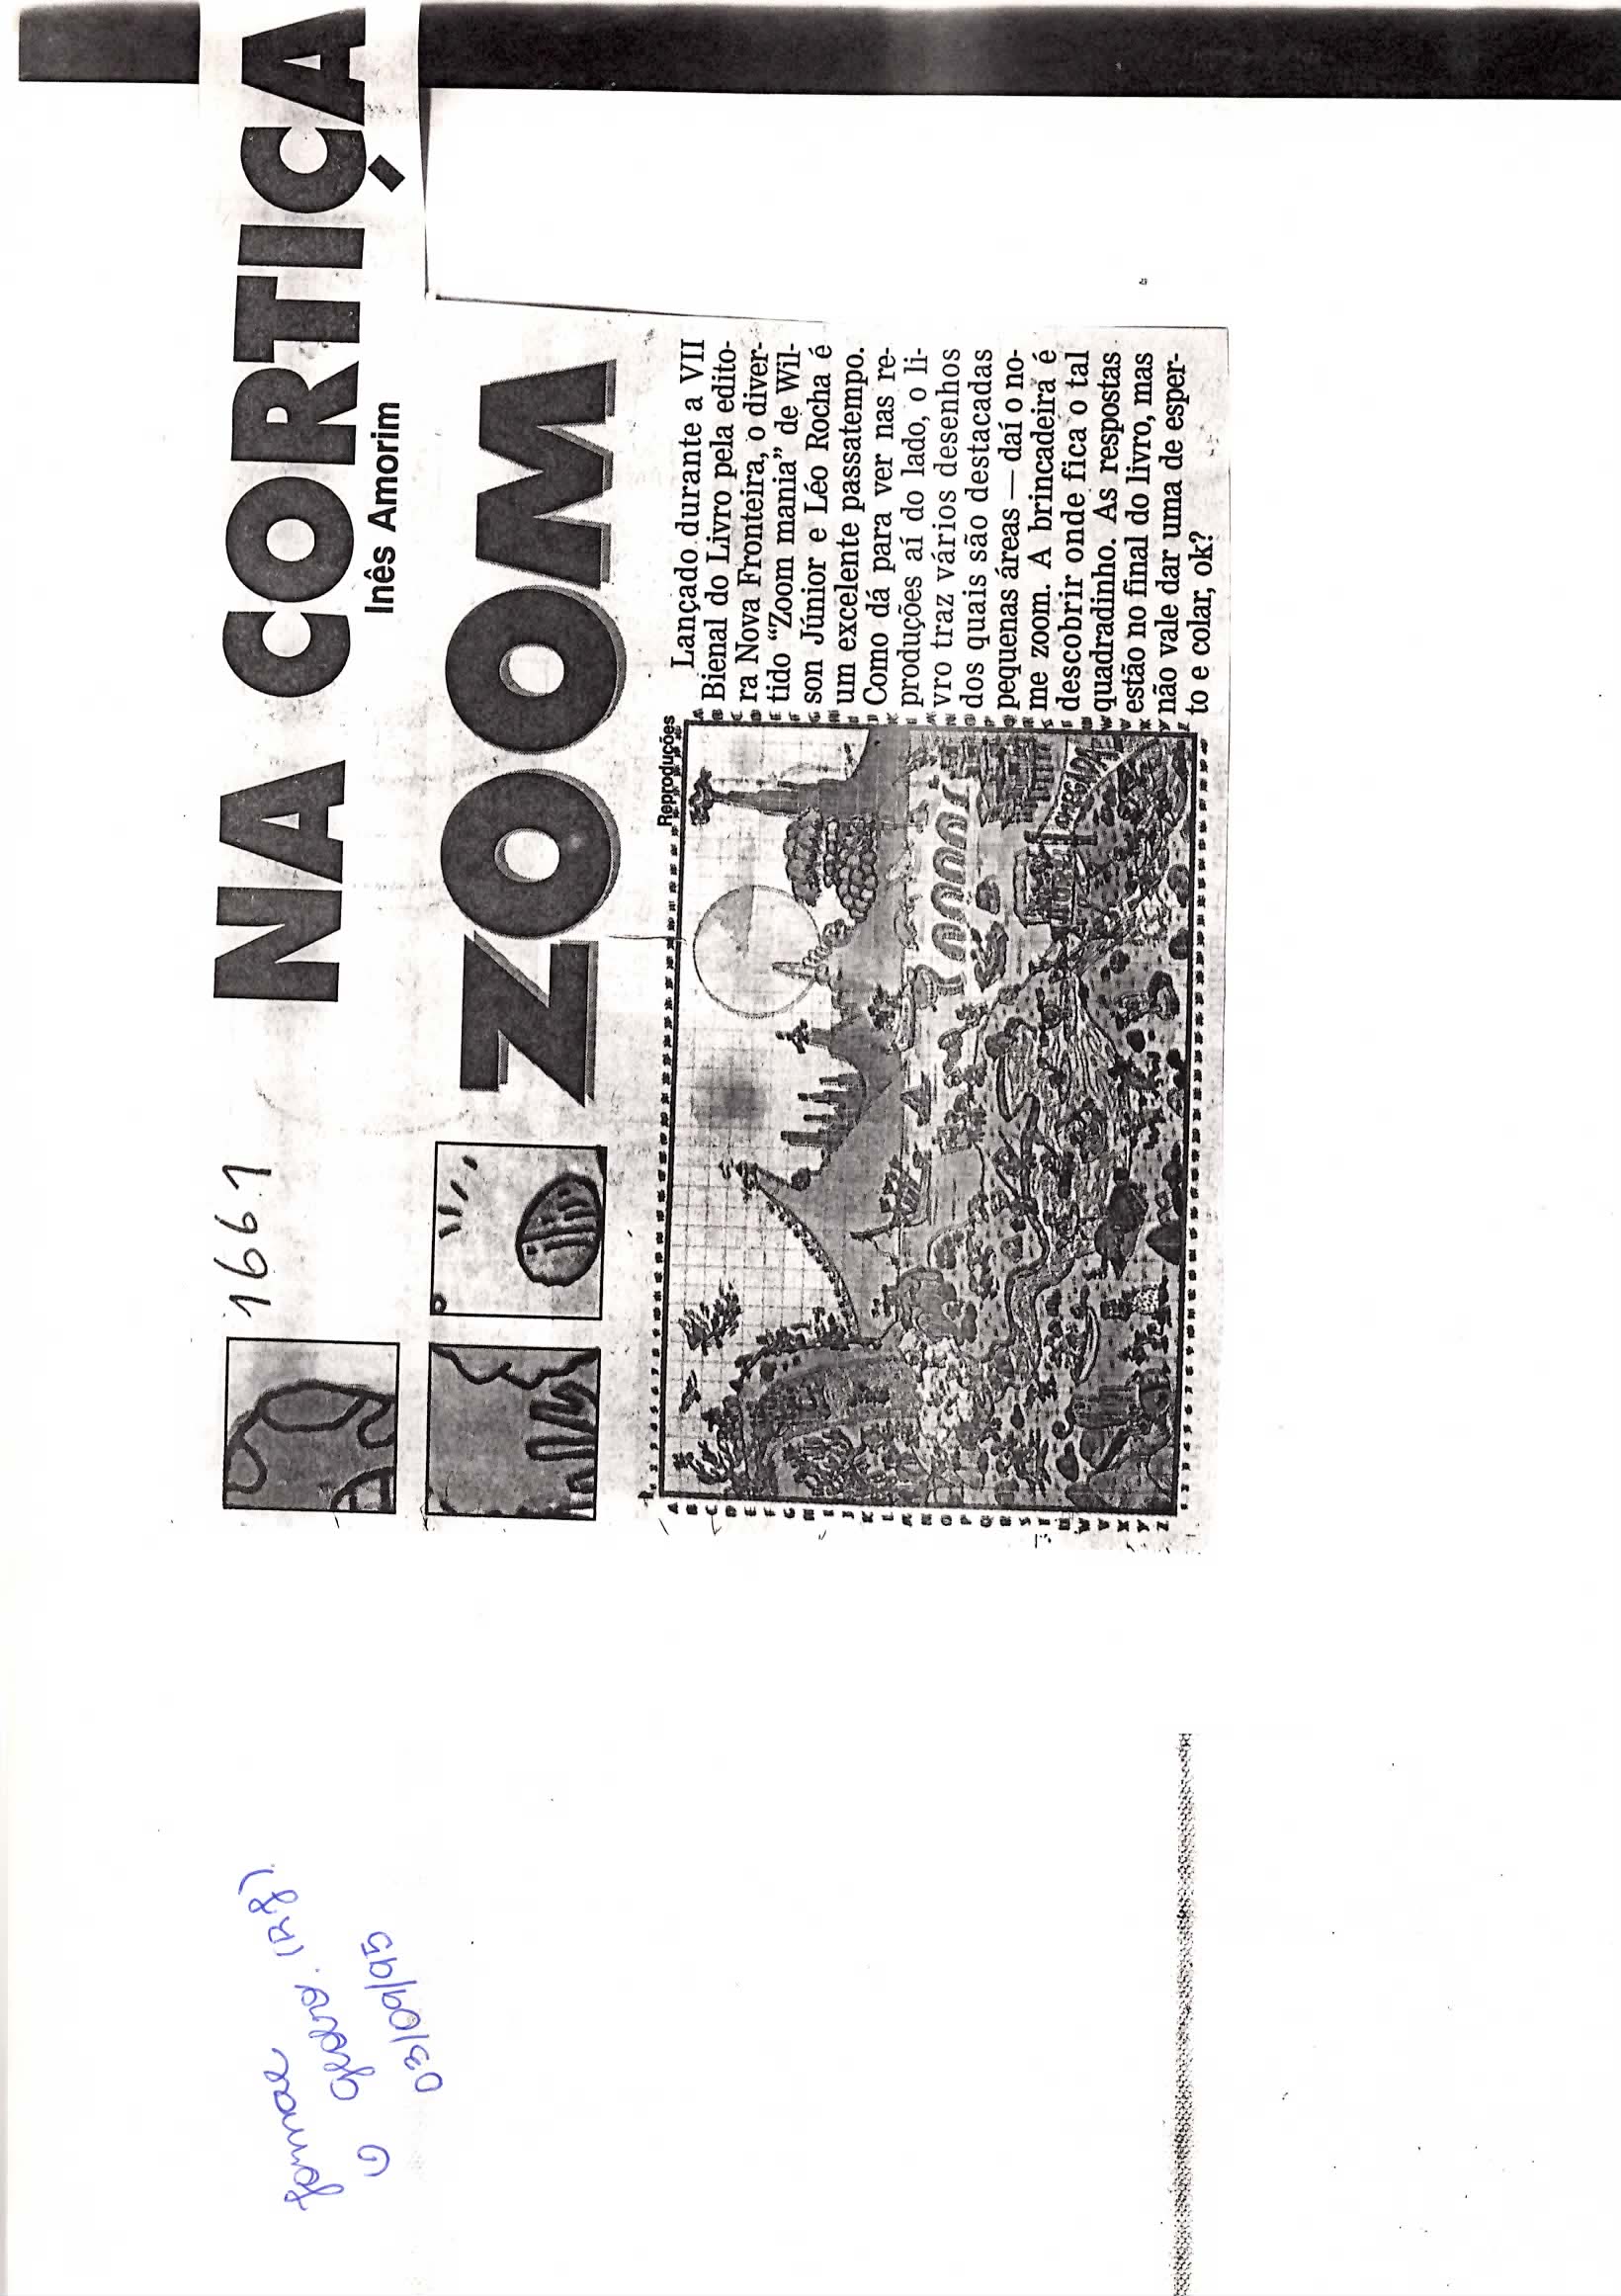 Jornal
O Globo. (RJ).
03/09/95
1661
NA CORTIÇA
Inês Amorim
ZOOM
Reproduções
Lançado durante a VII
Bienal do Livro pela edito-
ra Nova Fronteira, o diver-
tido “Zoom mania” de Wil-
son Júnior e Léo Rocha é
um excelente passatempo.
Como dá para ver nas re-
produções aí do lado, o li-
vro traz vários desenhos
dos quais são destacadas
pequenas áreas — daí o no-
me zoom. A brincadeira é
descobrir onde fica o tal
quadradinho. As respostas
estão no final do livro, mas
não vale dar uma de esper-
to e colar, ok?